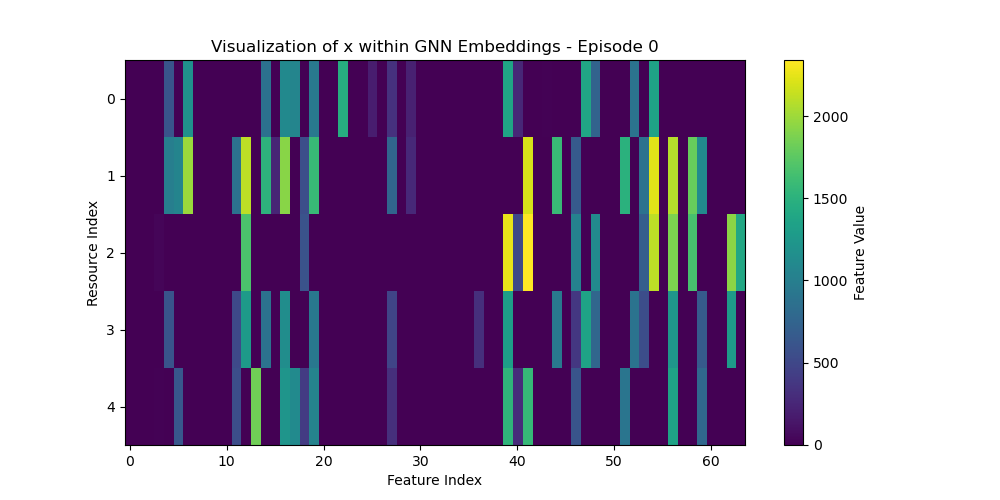 Visualization of x within GNN Embeddings - Episode 0
Resource Index
0
1
2
3
4
0 10 20 30 40 50 60
Feature Index
2000
1500
1000
500
0
Feature Value